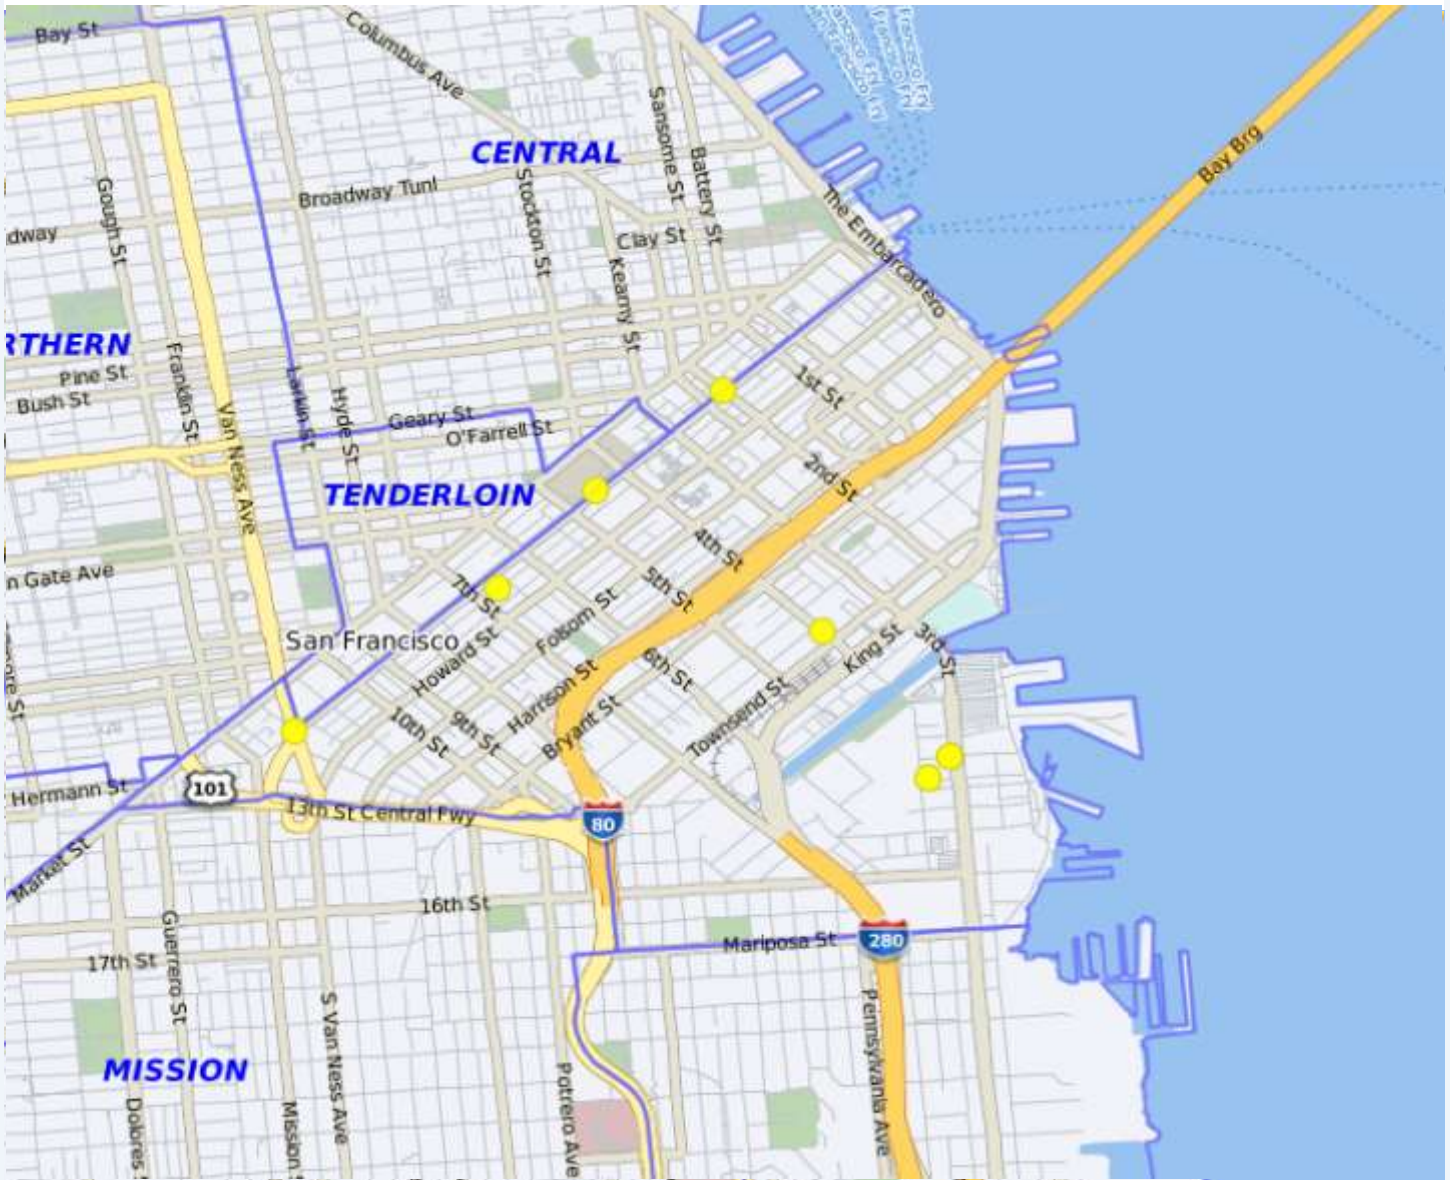 Bay St
Columbus Ave
Sansome St
Battery St
CENTRAL
Bay Brg
Broadway Tunl
Stockton St
Gough St
The Embarcadero
dway
Clay St
Kearny St
RTHERN
Pine St
Bush St
Franklin St
Larkin St
Hyde St
Van Ness Ave
Geary St
O'Farrell St
1st St
2nd St
TENDERLOIN
4th St
5th St
n Gate Ave
7th St
Folsom St
San Francisco
Howard St
6th St
King St
3rd St
Harrison St
Townsend St
Bryant St
10th St
9th St
Hermann St
101
13th St Central Fwy
80
Market St
16th St
Guerrero St
17th St
Mariposa St
280
S Van Ness Ave
Pennsylvania Ave
MISSION
Potrero Ave
Dolores
Mission